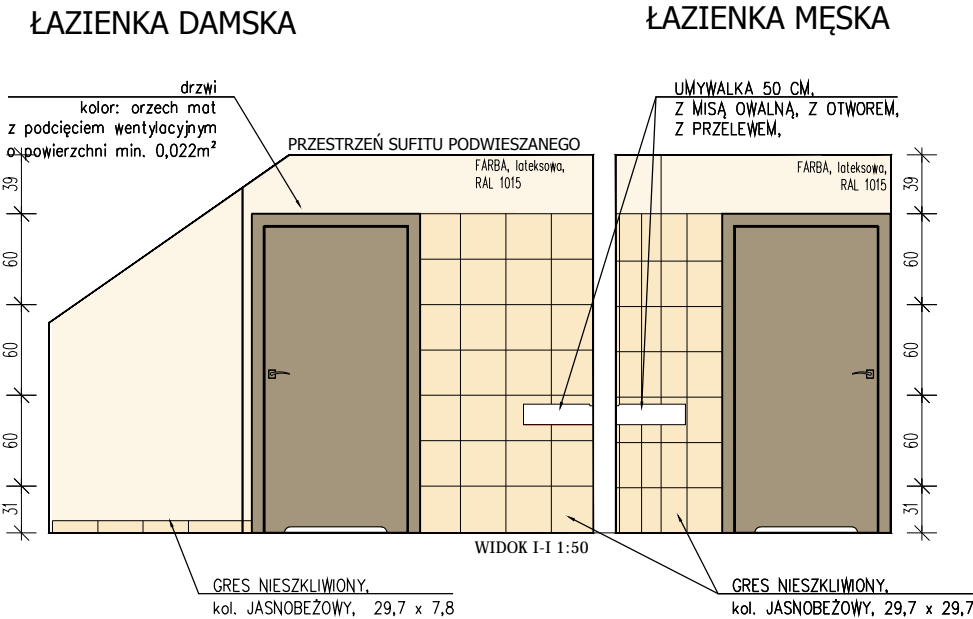 ŁAZIENKA DAMSKA
ŁAZIENKA MĘSKA
drzwi
kolor: orzech mat
z podcięciem wentylacyjnym
o powierzchni min. 0,022m²
UMYWALKA 50 CM,
Z MISĄ OWALNĄ, Z OTWOREM,
Z PRZELEWEM,
PRZESTRZEŃ SUFITU PODWIESZANEGO
FARBA, lateksowa,
RAL 1015
FARBA, lateksowa,
RAL 1015
39
60
60
60
31
39
60
60
60
31
WIDOK I-I 1:50
GRES NIESZKLIWIONY,
kol. JASNOBEŻOWY, 29,7 x 7,8
GRES NIESZKLIWIONY,
kol. JASNOBEŻOWY, 29,7 x 29,7